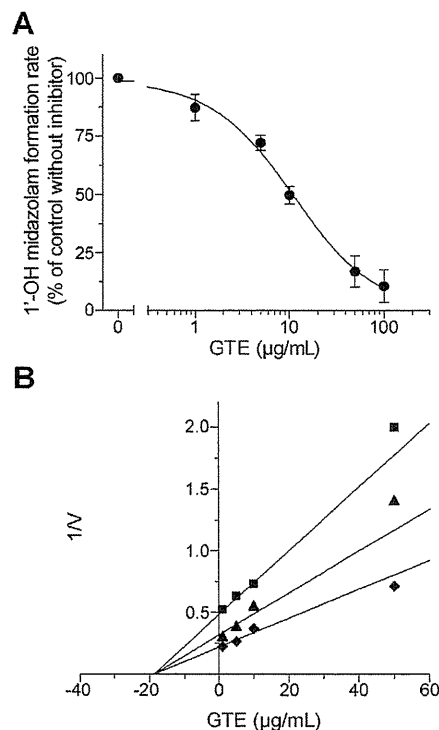 A
1'-OH midazolam formation rate
(% of control without inhibitor)
100
75
50
25
0
0 1 10 100
GTE (µg/mL)
B
1/V
2.0
1.5
1.0
0.5
-40 -20 0 20 40 60
GTE (µg/mL)